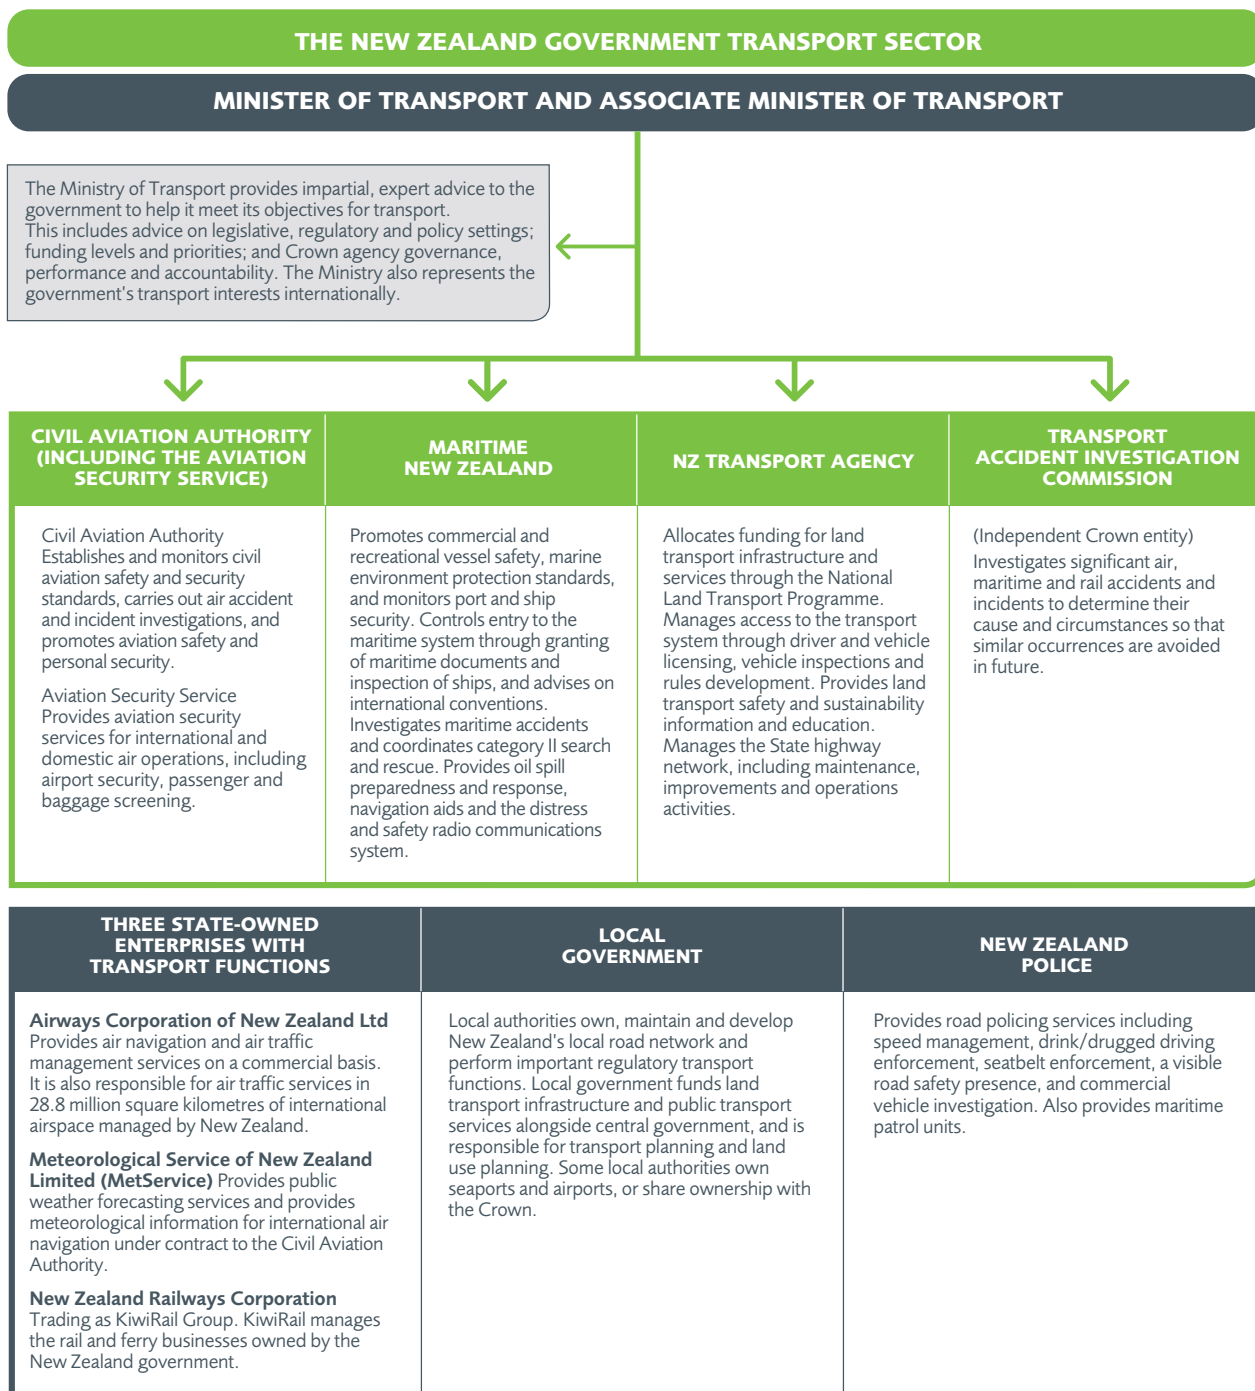 THE NEW ZEALAND GOVERNMENT TRANSPORT SECTOR
MINISTER OF TRANSPORT AND ASSOCIATE MINISTER OF TRANSPORT
The Ministry of Transport provides impartial, expert advice to the
government to help it meet its objectives for transport.
This includes advice on legislative, regulatory and policy settings;
funding levels and priorities; and Crown agency governance,
performance and accountability. The Ministry also represents the
government's transport interests internationally.
CIVIL AVIATION AUTHORITY
(INCLUDING THE AVIATION
SECURITY SERVICE)
Civil Aviation Authority
Establishes and monitors civil
aviation safety and security
standards, carries out air accident
and incident investigations, and
promotes aviation safety and
personal security.
Aviation Security Service
Provides aviation security
services for international and
domestic air operations, including
airport security, passenger and
baggage screening.
MARITIME
NEW ZEALAND
Promotes commercial and
recreational vessel safety, marine
environment protection standards,
and monitors port and ship
security. Controls entry to the
maritime system through granting
of maritime documents and
inspection of ships, and advises on
international conventions.
Investigates maritime accidents
and coordinates category II search
and rescue. Provides oil spill
preparedness and response,
navigation aids and the distress
and safety radio communications
system.
NZ TRANSPORT AGENCY
Allocates funding for land
transport infrastructure and
services through the National
Land Transport Programme.
Manages access to the transport
system through driver and vehicle
licensing, vehicle inspections and
rules development. Provides land
transport safety and sustainability
information and education.
Manages the State highway
network, including maintenance,
improvements and operations
activities.
TRANSPORT
ACCIDENT INVESTIGATION
COMMISSION
(Independent Crown entity)
Investigates significant air,
maritime and rail accidents and
incidents to determine their
cause and circumstances so that
similar occurrences are avoided
in future.
THREE STATE-OWNED
ENTERPRISES WITH
TRANSPORT FUNCTIONS
Airways Corporation of New Zealand Ltd
Provides air navigation and air traffic
management services on a commercial basis.
It is also responsible for air traffic services in
28.8 million square kilometres of international
airspace managed by New Zealand.
Meteorological Service of New Zealand
Limited (MetService) Provides public
weather forecasting services and provides
meteorological information for international air
navigation under contract to the Civil Aviation
Authority.
New Zealand Railways Corporation
Trading as KiwiRail Group. KiwiRail manages
the rail and ferry businesses owned by the
New Zealand government.
LOCAL
GOVERNMENT
Local authorities own, maintain and develop
New Zealand's local road network and
perform important regulatory transport
functions. Local government funds land
transport infrastructure and public transport
services alongside central government, and is
responsible for transport planning and land
use planning. Some local authorities own
seaports and airports, or share ownership with
the Crown.
NEW ZEALAND
POLICE
Provides road policing services including
speed management, drink/drugged driving
enforcement, seatbelt enforcement, a visible
road safety presence, and commercial
vehicle investigation. Also provides maritime
patrol units.